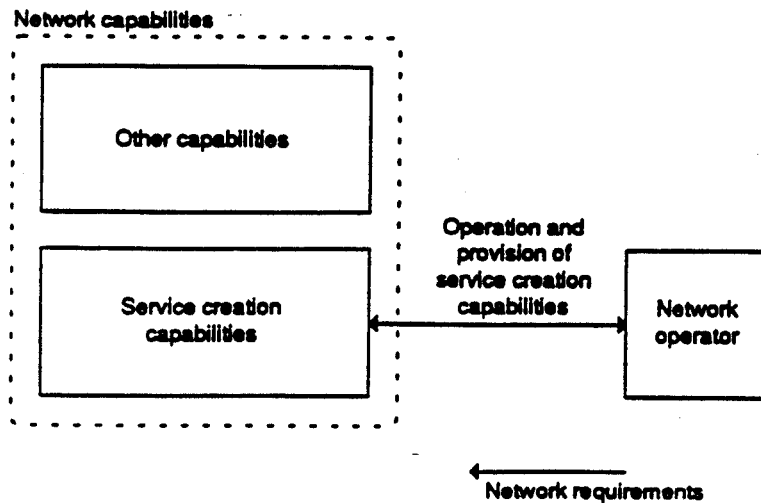 Network capabilities
Other capabilities
Operation and
provision of
service creation
capabilities
Service creation
capabilities
Network
operator
Network requirements